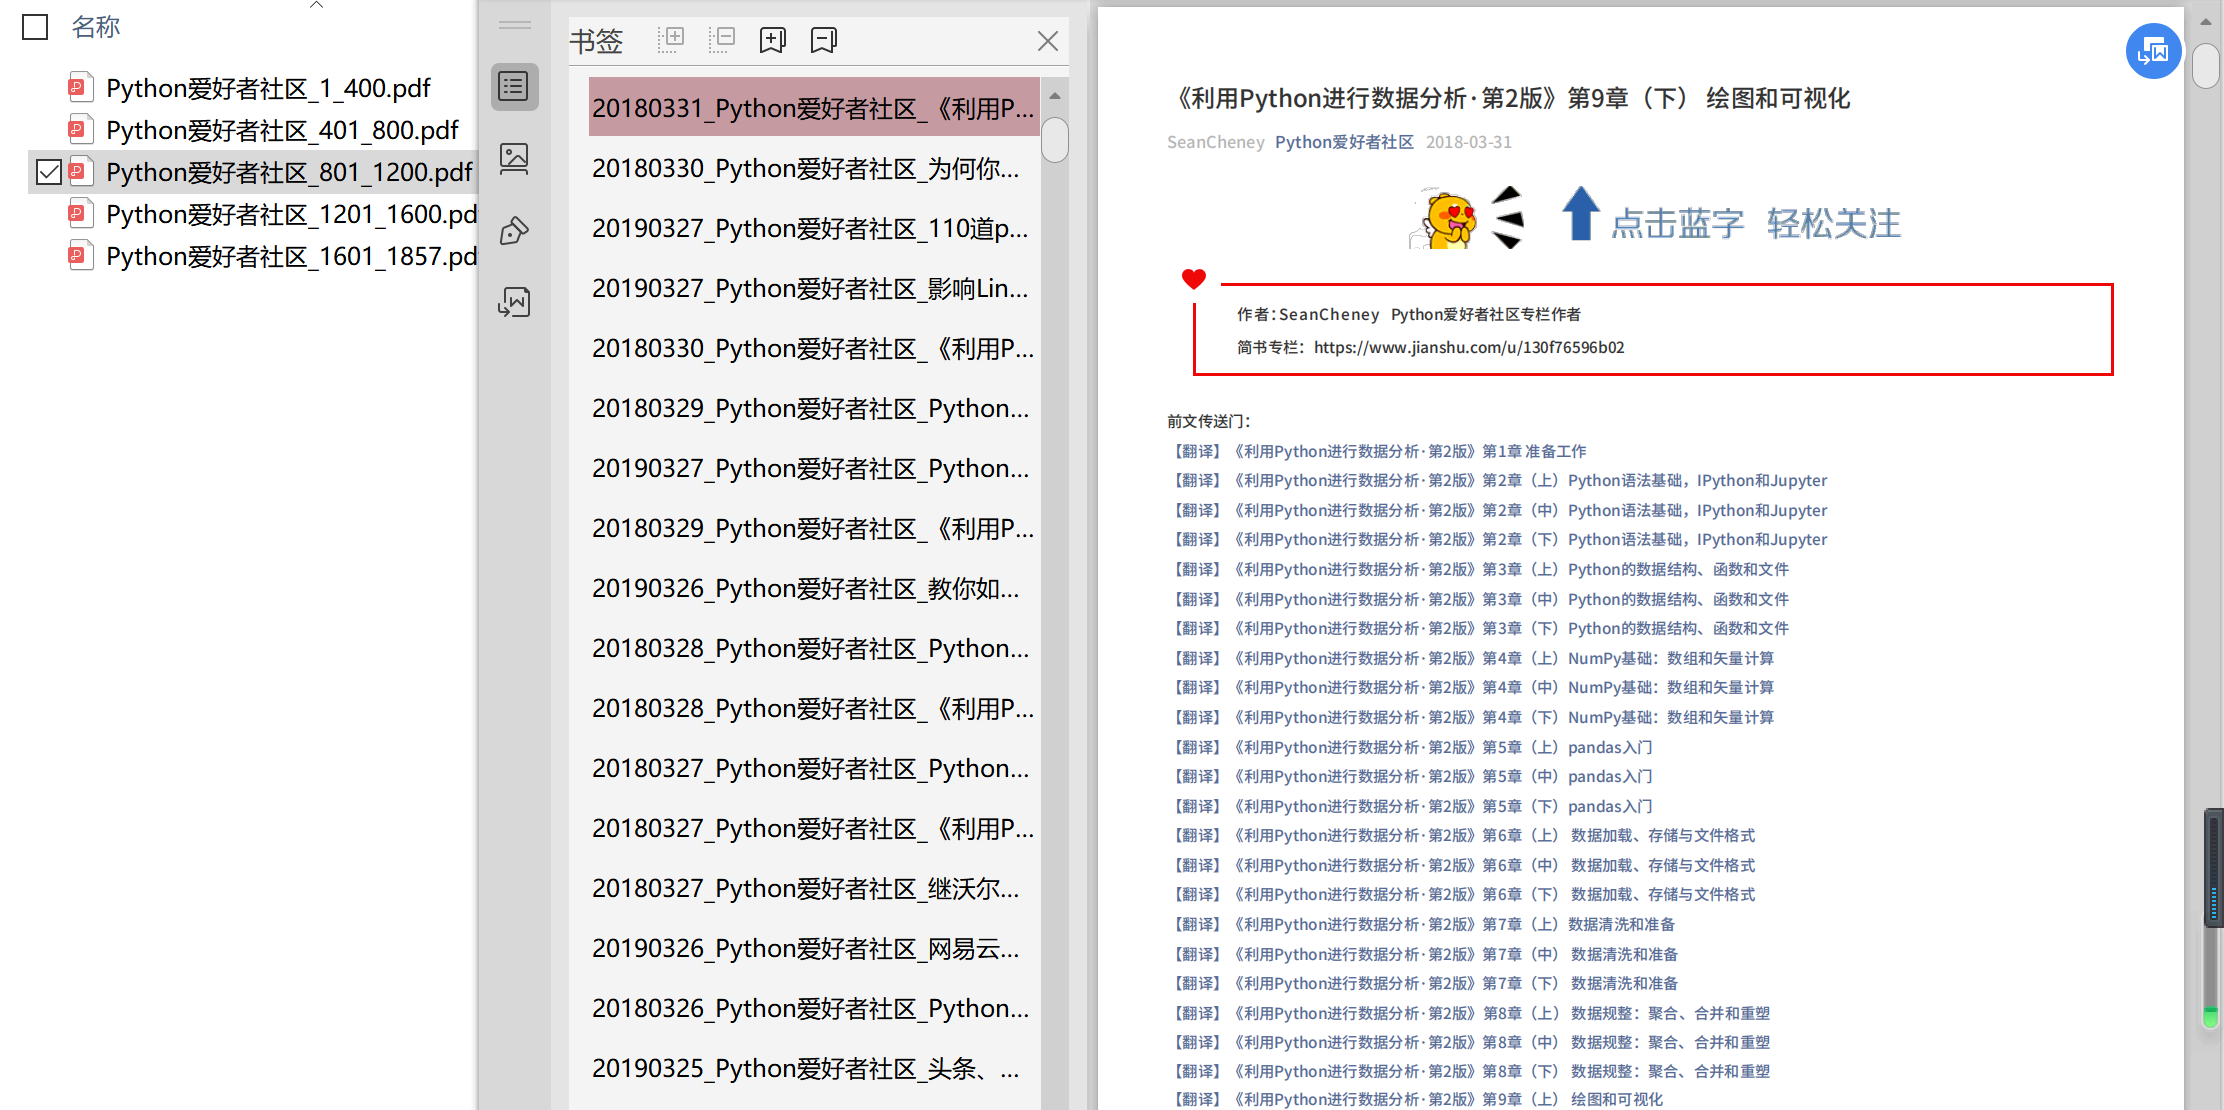 名称
Python爱好者社区_1_400.pdf
Python爱好者社区_401_800.pdf
Python爱好者社区_801_1200.pdf
Python爱好者社区_1201_1600.pd
Python爱好者社区_1601_1857.pd
书签
20180331_Python爱好者社区_《利用P...
20180330_Python爱好者社区_为何你...
20190327_Python爱好者社区_110道p...
20190327_Python爱好者社区_影响Lin...
20180330_Python爱好者社区_《利用P...
20180329_Python爱好者社区_Python...
20190327_Python爱好者社区_Python...
20180329_Python爱好者社区_《利用P...
20190326_Python爱好者社区_教你如...
20180328_Python爱好者社区_Python...
20180328_Python爱好者社区_《利用P...
20180327_Python爱好者社区_Python...
20180327_Python爱好者社区_《利用P...
20180327_Python爱好者社区_继沃尔...
20190326_Python爱好者社区_网易云...
20180326_Python爱好者社区_Python...
20190325_Python爱好者社区_头条、...
《利用Python进行数据分析·第2版》第9章（下） 绘图和可视化
SeanCheney Python爱好者社区 2018-03-31
点击蓝字 轻松关注
作者：SeanCheney Python爱好者社区专栏作者
简书专栏：https://www.jianshu.com/u/130f76596b02
前文传送门：
【翻译】《利用Python进行数据分析·第2版》第1章 准备工作
【翻译】《利用Python进行数据分析·第2版》第2章（上）Python语法基础，IPython和Jupyter
【翻译】《利用Python进行数据分析·第2版》第2章（中）Python语法基础，IPython和Jupyter
【翻译】《利用Python进行数据分析·第2版》第2章（下）Python语法基础，IPython和Jupyter
【翻译】《利用Python进行数据分析·第2版》第3章（上）Python的数据结构、函数和文件
【翻译】《利用Python进行数据分析·第2版》第3章（中）Python的数据结构、函数和文件
【翻译】《利用Python进行数据分析·第2版》第3章（下）Python的数据结构、函数和文件
【翻译】《利用Python进行数据分析·第2版》第4章（上）NumPy基础：数组和矢量计算
【翻译】《利用Python进行数据分析·第2版》第4章（中）NumPy基础：数组和矢量计算
【翻译】《利用Python进行数据分析·第2版》第4章（下）NumPy基础：数组和矢量计算
【翻译】《利用Python进行数据分析·第2版》第5章（上）pandas入门
【翻译】《利用Python进行数据分析·第2版》第5章（中）pandas入门
【翻译】《利用Python进行数据分析·第2版》第5章（下）pandas入门
【翻译】《利用Python进行数据分析·第2版》第6章（上） 数据加载、存储与文件格式
【翻译】《利用Python进行数据分析·第2版》第6章（中） 数据加载、存储与文件格式
【翻译】《利用Python进行数据分析·第2版》第6章（下） 数据加载、存储与文件格式
【翻译】《利用Python进行数据分析·第2版》第7章（上）数据清洗和准备
【翻译】《利用Python进行数据分析·第2版》第7章（中） 数据清洗和准备
【翻译】《利用Python进行数据分析·第2版》第7章（下） 数据清洗和准备
【翻译】《利用Python进行数据分析·第2版》第8章（上） 数据规整：聚合、合并和重塑
【翻译】《利用Python进行数据分析·第2版》第8章（中） 数据规整：聚合、合并和重塑
【翻译】《利用Python进行数据分析·第2版》第8章（下） 数据规整：聚合、合并和重塑
【翻译】《利用Python进行数据分析·第2版》第9章（上） 绘图和可视化